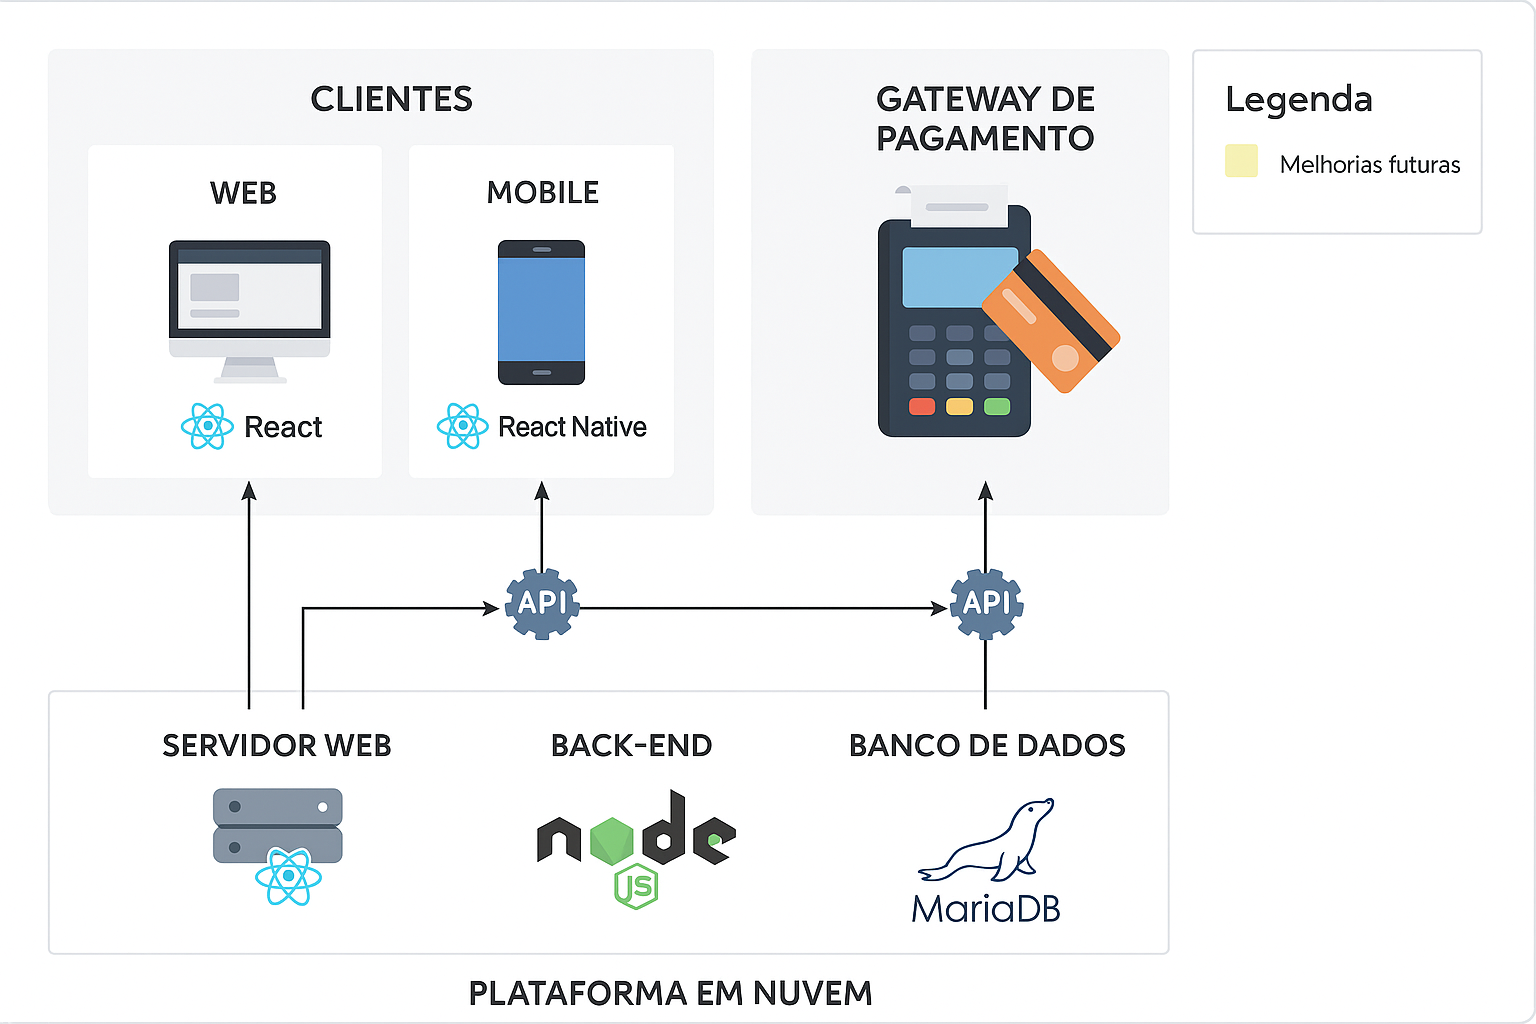 CLIENTES
WEB
React
MOBILE
React Native
GATEWAY DE
PAGAMENTO
Legenda
Melhorias futuras
API
API
SERVIDOR WEB
BACK-END
node
JS
BANCO DE DADOS
MariaDB
PLATAFORMA EM NUVEM